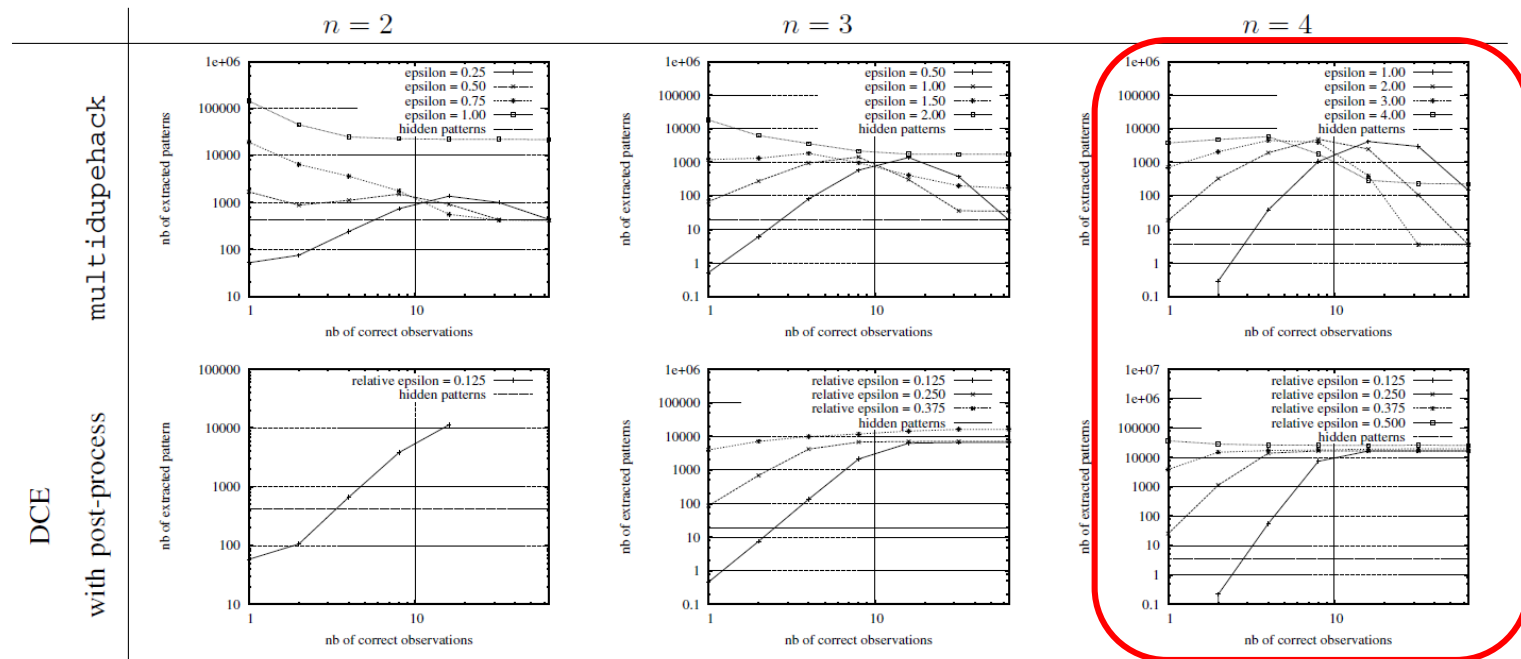 n = 2
n = 3
n = 4
multidupehack
nb of extracted patterns
1e+06
100000
10000
1000
100
10
epsilon = 0.25
epsilon = 0.50
epsilon = 0.75
epsilon = 1.00
hidden patterns
1
10
nb of correct observations
nb of extracted patterns
1e+06
100000
10000
1000
100
10
1
0.1
epsilon = 0.50
epsilon = 1.00
epsilon = 1.50
epsilon = 2.00
hidden patterns
1
10
nb of correct observations
nb of extracted patterns
1e+06
100000
10000
1000
100
10
1
0.1
epsilon = 1.00
epsilon = 2.00
epsilon = 3.00
epsilon = 4.00
hidden patterns
1
10
nb of correct observations
DCE
with post-process
nb of extracted pattern
100000
10000
1000
100
10
relative epsilon = 0.125
hidden patterns
1
10
nb of correct observations
nb of extracted patterns
1e+06
100000
10000
1000
100
10
1
0.1
relative epsilon = 0.125
relative epsilon = 0.250
relative epsilon = 0.375
hidden patterns
1
10
nb of correct observations
nb of extracted patterns
1e+07
1e+06
100000
10000
1000
100
10
1
0.1
relative epsilon = 0.125
relative epsilon = 0.250
relative epsilon = 0.375
relative epsilon = 0.500
hidden patterns
1
10
nb of correct observations